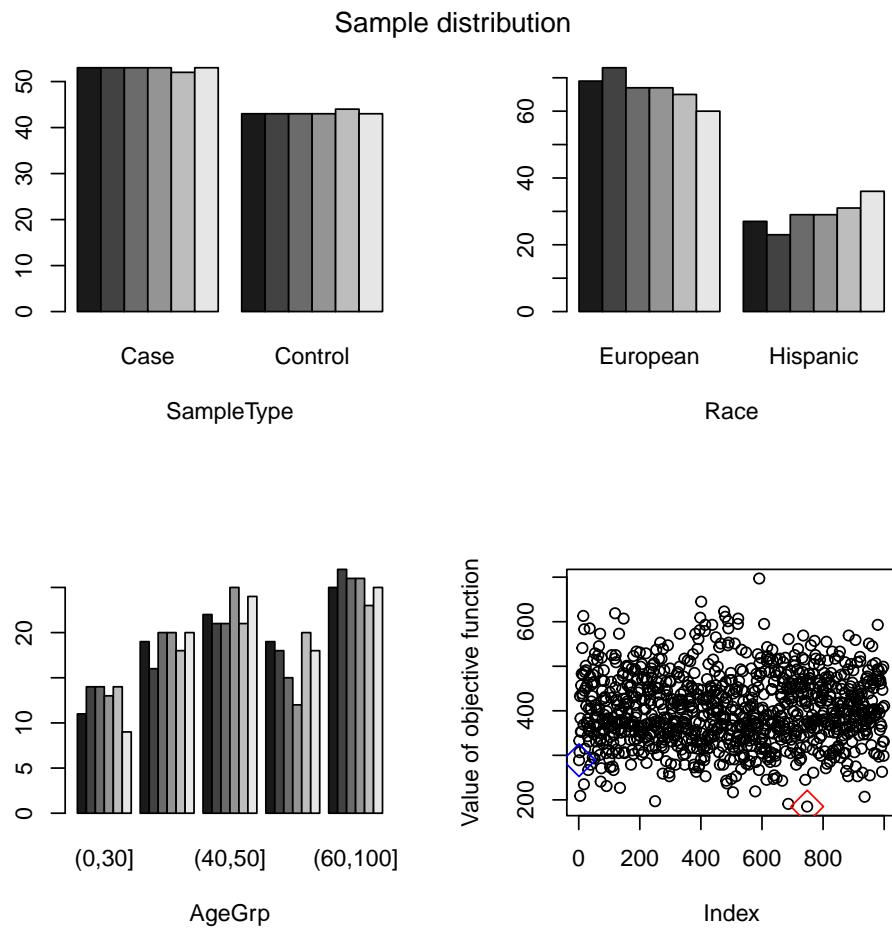 Sample distribution
50
40
30
20
10
0
Case
Control
SampleType
60
40
20
0
European
Hispanic
Race
20
10
5
0
(0,30]
(40,50]
(60,100]
AgeGrp
Value of objective function
600
400
200
0
200
400
600
800
Index